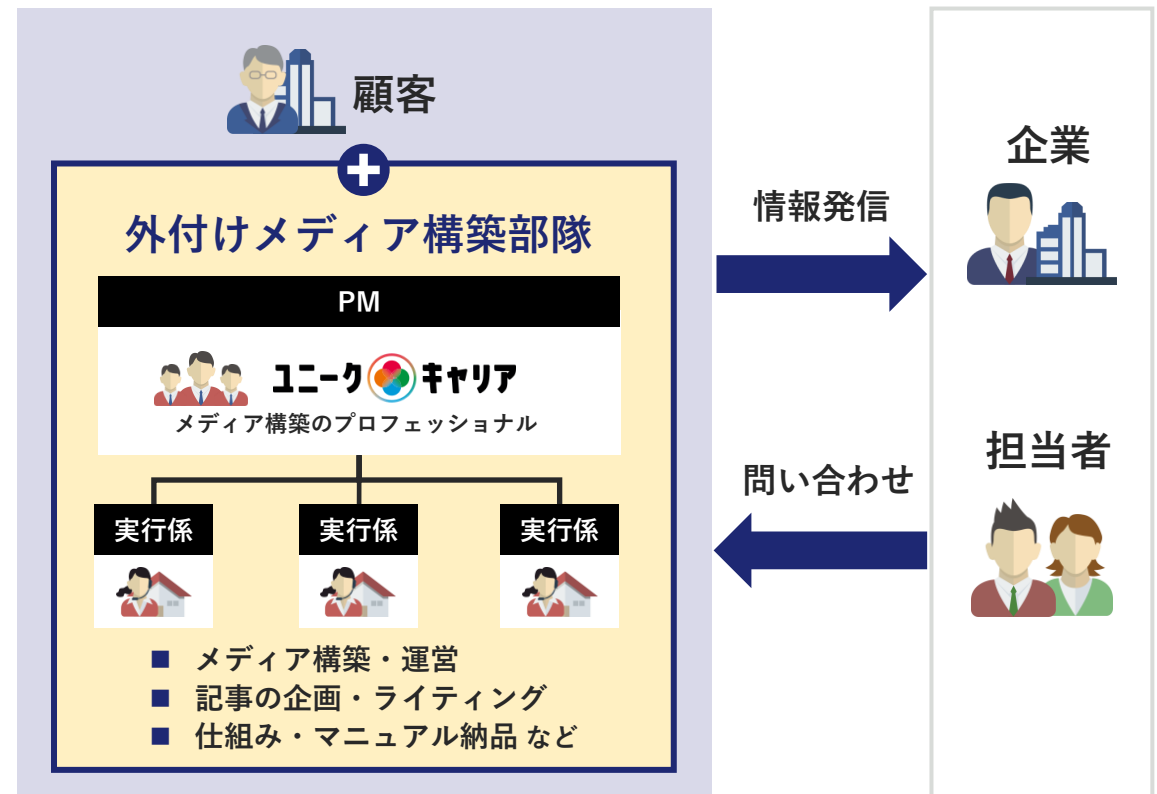 顧客
外付けメディア構築部隊
PM
ユニークキャリア
メディア構築のプロフェッショナル
実行係
実行係
実行係
■ メディア構築・運営
■ 記事の企画・ライティング
■ 仕組み・マニュアル納品 など
情報発信
問い合わせ
企業
担当者